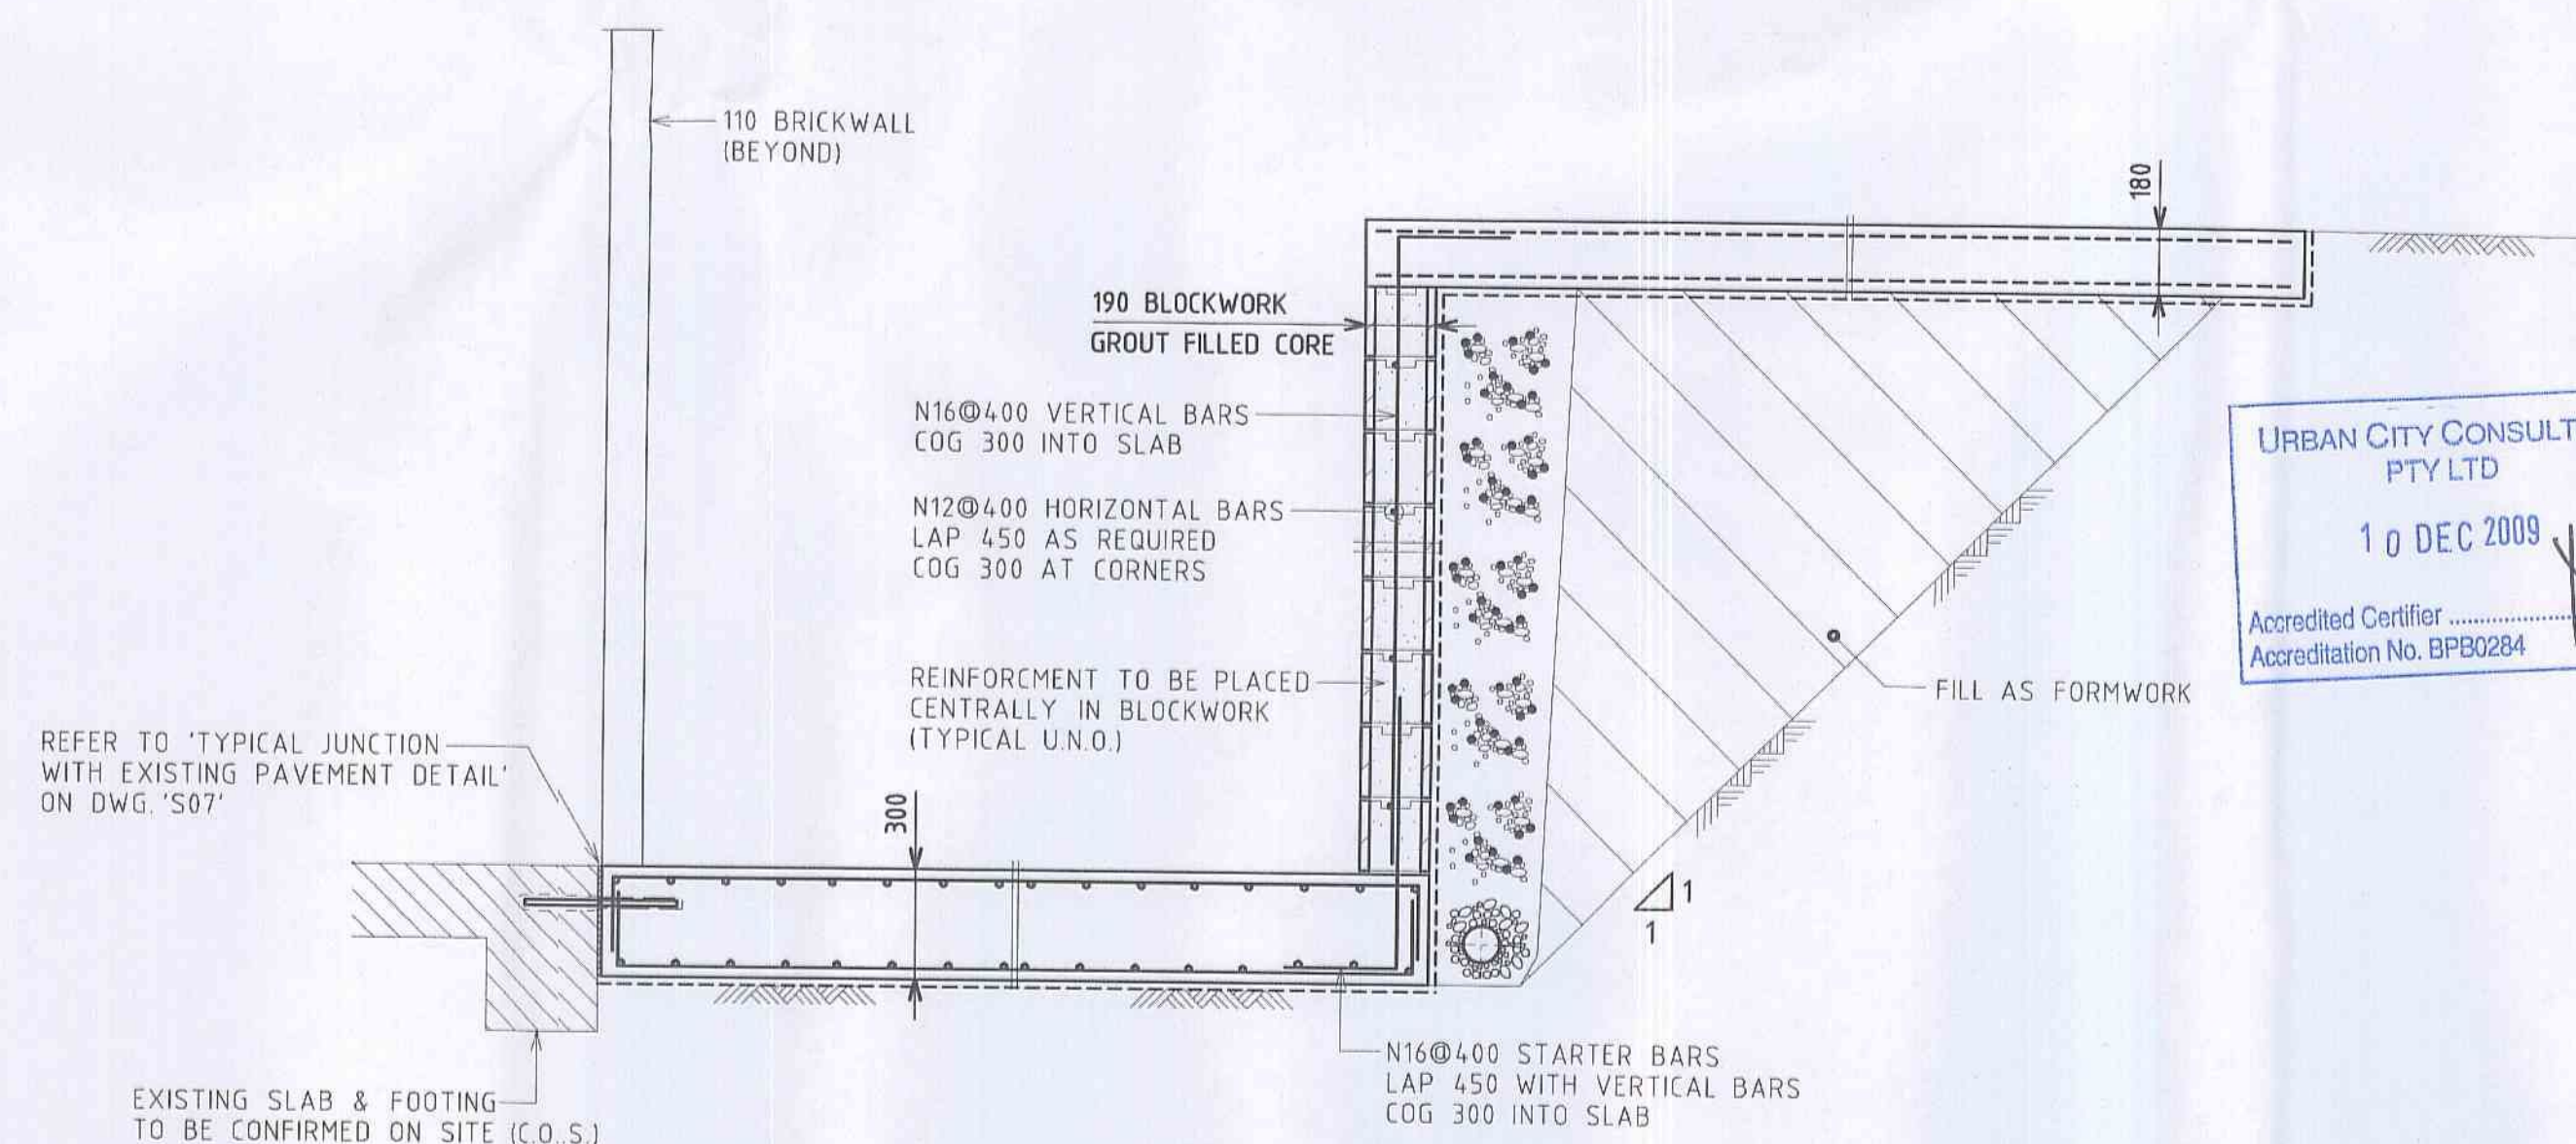 110 BRICKWALL
(BEYOND)
180
190 BLOCKWORK
GROUT FILLED CORE
N16@400 VERTICAL BARS
COG 300 INTO SLAB
N12@400 HORIZONTAL BARS
LAP 450 AS REQUIRED
COG 300 AT CORNERS
REINFORCMENT TO BE PLACED
CENTRALLY IN BLOCKWORK
(TYPICAL U.N.O.)
URBAN CITY CONSULT
PTY LTD
10 DEC 2009
Accredited Certifier ....................
Accreditation No. BPB0284
FILL AS FORMWORK
REFER TO 'TYPICAL JUNCTION
WITH EXISTING PAVEMENT DETAIL'
ON DWG. 'S07'
300
1
1
N16@400 STARTER BARS
LAP 450 WITH VERTICAL BARS
COG 300 INTO SLAB
EXISTING SLAB & FOOTING
TO BE CONFIRMED ON SITE (C.O..S.)